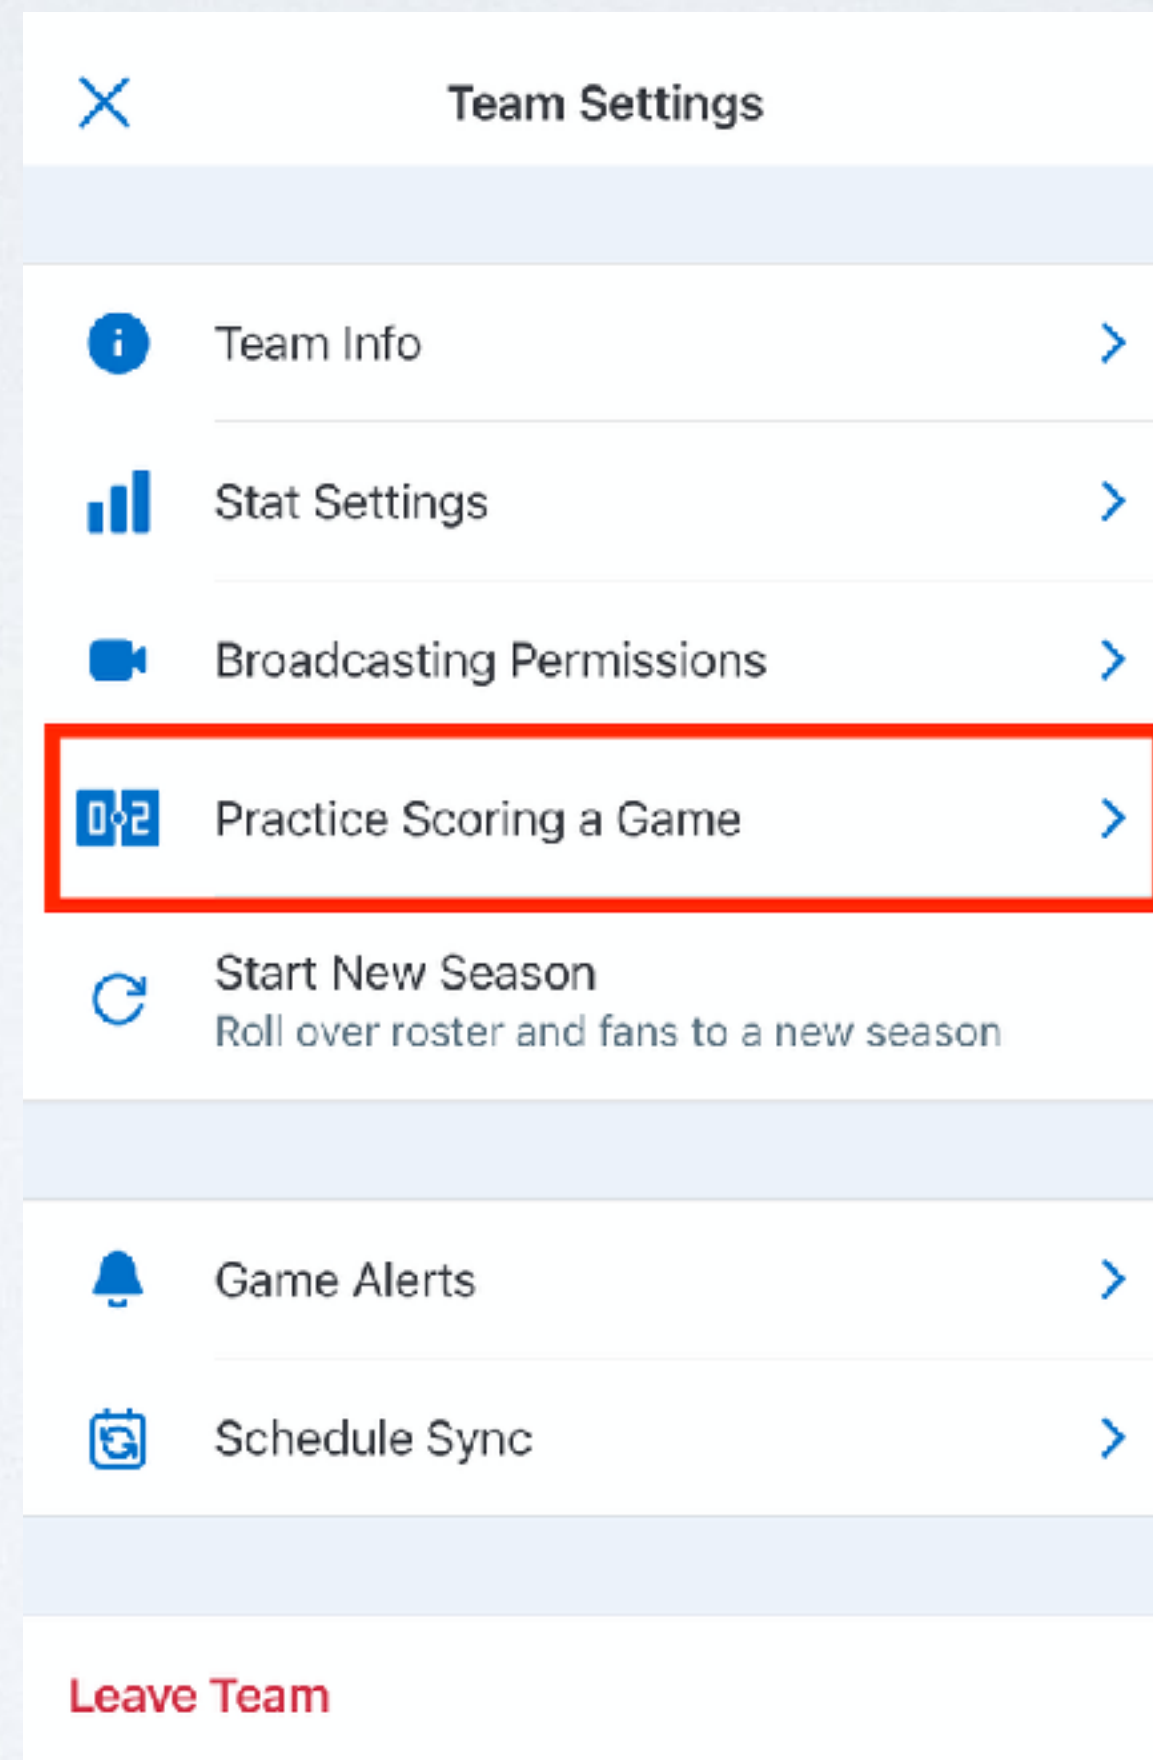 Team Settings
Team Info
Stat Settings
Broadcasting Permissions
0 2 Practice Scoring a Game
Start New Season
Roll over roster and fans to a new season
Game Alerts
Schedule Sync
Leave Team